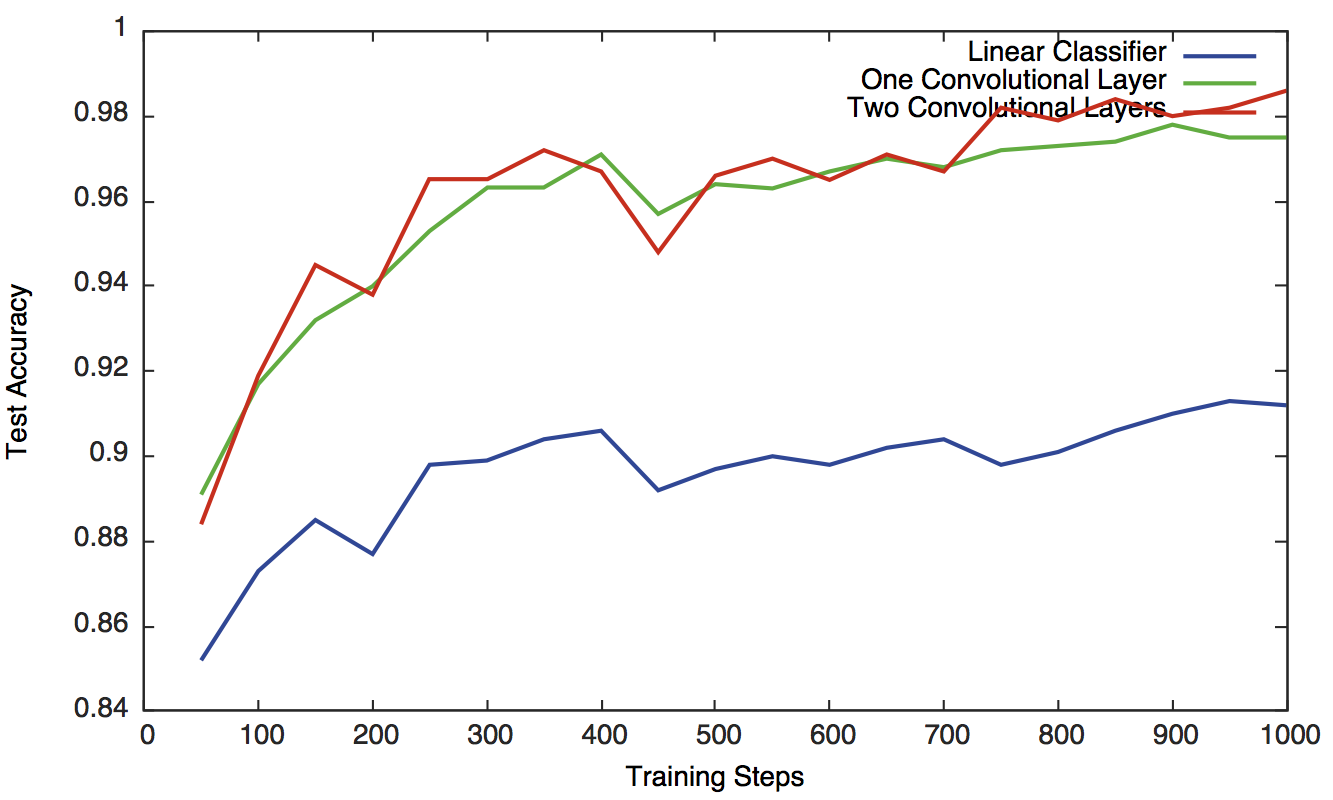 1
Linear Classifier
One Convolutional Layer
Two Convolutional Layers
0.98
0.96
0.94
0.92
0.9
0.88
0.86
0.84
Test Accuracy
0 100 200 300 400 500 600 700 800 900 1000
Training Steps